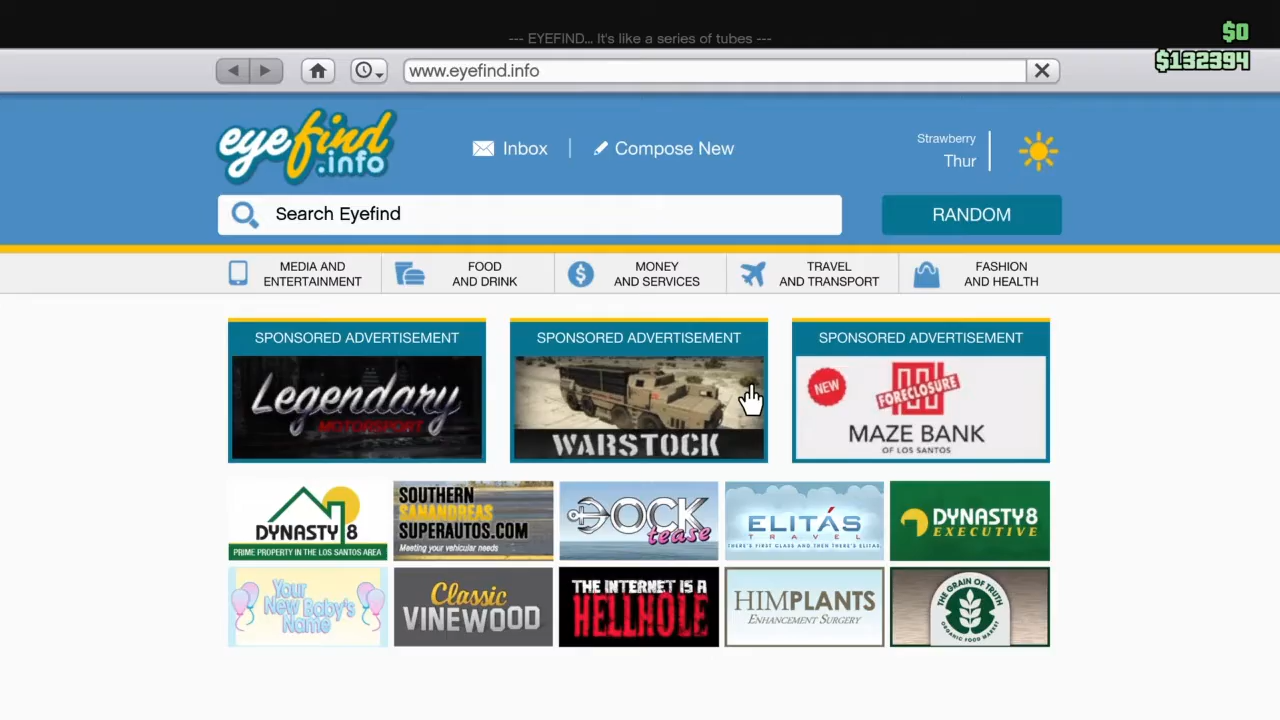 --- EYEFIND... It's like a series of tubes ---
$0
$132394
www.eyefind.info
eyefind
.info
Inbox
Compose New
Strawberry
Thur
Search Eyefind
RANDOM
MEDIA AND
ENTERTAINMENT
FOOD
AND DRINK
MONEY
AND SERVICES
TRAVEL
AND TRANSPORT
FASHION
AND HEALTH
SPONSORED ADVERTISEMENT
Legendary
MOTORSPORT
SPONSORED ADVERTISEMENT
WARSTOCK
SPONSORED ADVERTISEMENT
NEW
FORECLOSURE
MAZE BANK
OF LOS SANTOS
DYNASTY 8
PRIME PROPERTY IN THE LOS SANTOS AREA
SOUTHERN
SANANDREAS
SUPERAUTOS.COM
Meeting your vehicular needs
DOCK
tease
ELITÁS
TRAVEL
THERE'S FIRST CLASS AND THEN THERE'S ELITAS
DYNASTY 8
EXECUTIVE
Your
New Baby's
Name
Classic
VINEWOOD
THE INTERNET IS A
HELLHOLE
HIMPLANTS
ENHANCEMENT SURGERY
THE GRAIN OF TRUTH
ORGANIC FOOD MARKET